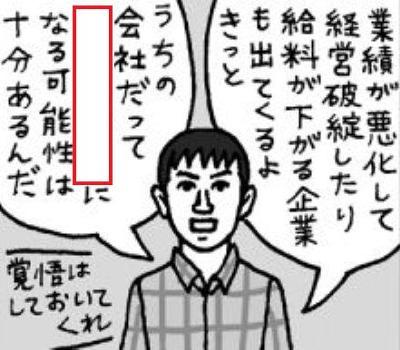 業績が悪化して
経営破綻したり
給料が下がる企業
も出てくるよ
きっと
うちの
会社だって
に
なる可能性は
十分あるんだ
覚悟は
しておいて
くれ